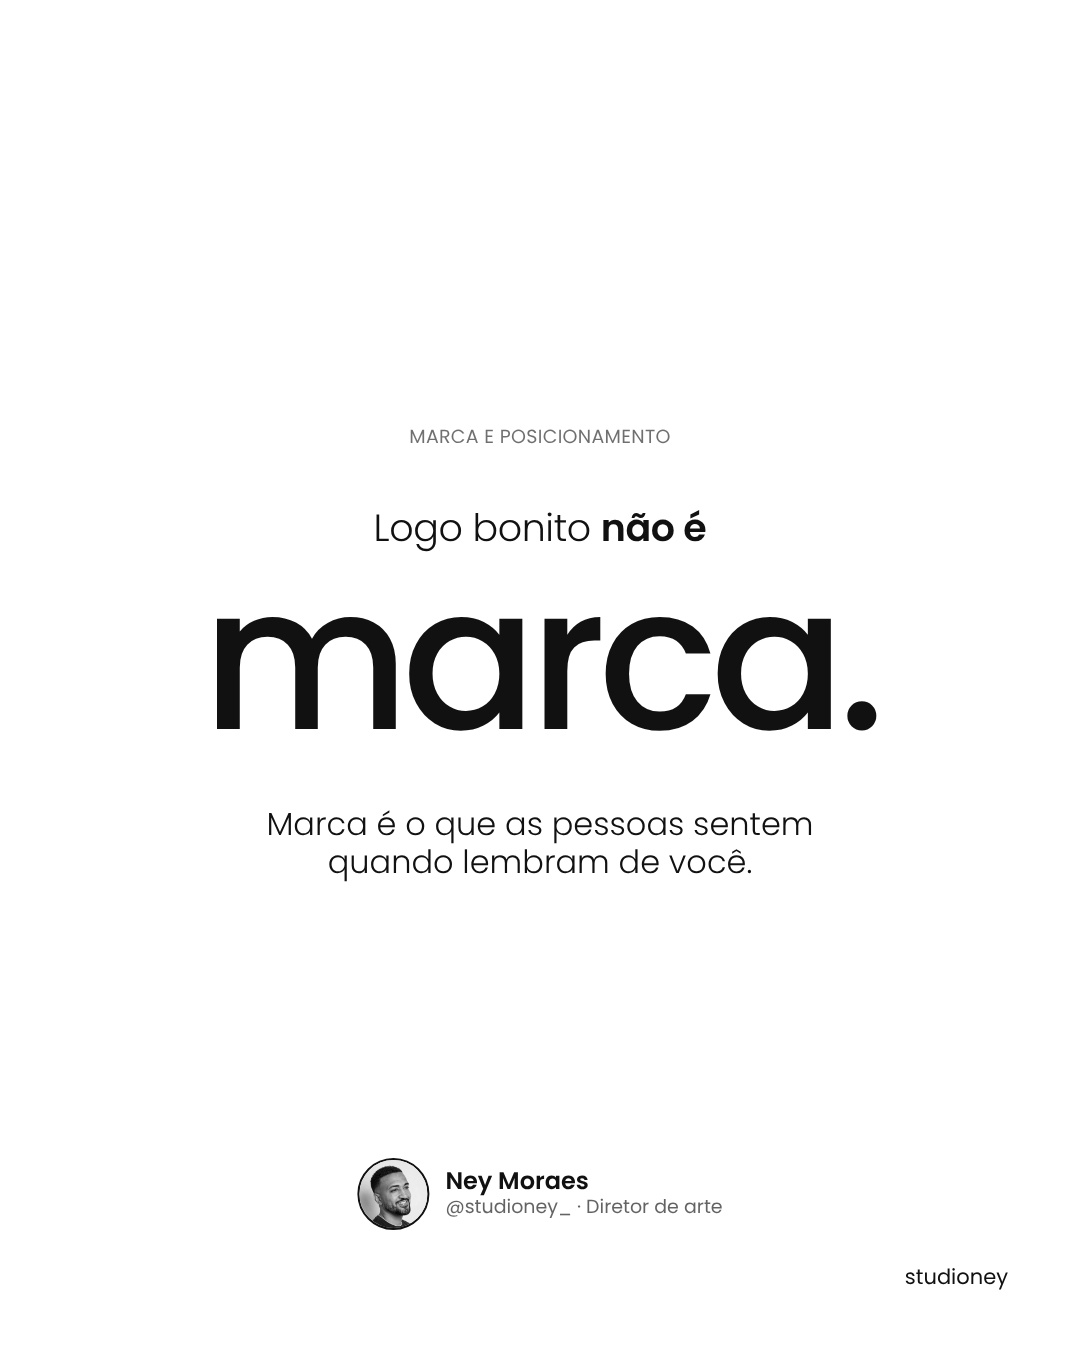 MARCA E POSICIONAMENTO
Logo bonito não é
marca.
Marca é o que as pessoas sentem
quando lembram de você.
Ney Moraes
@studioney_ · Diretor de arte
studioney